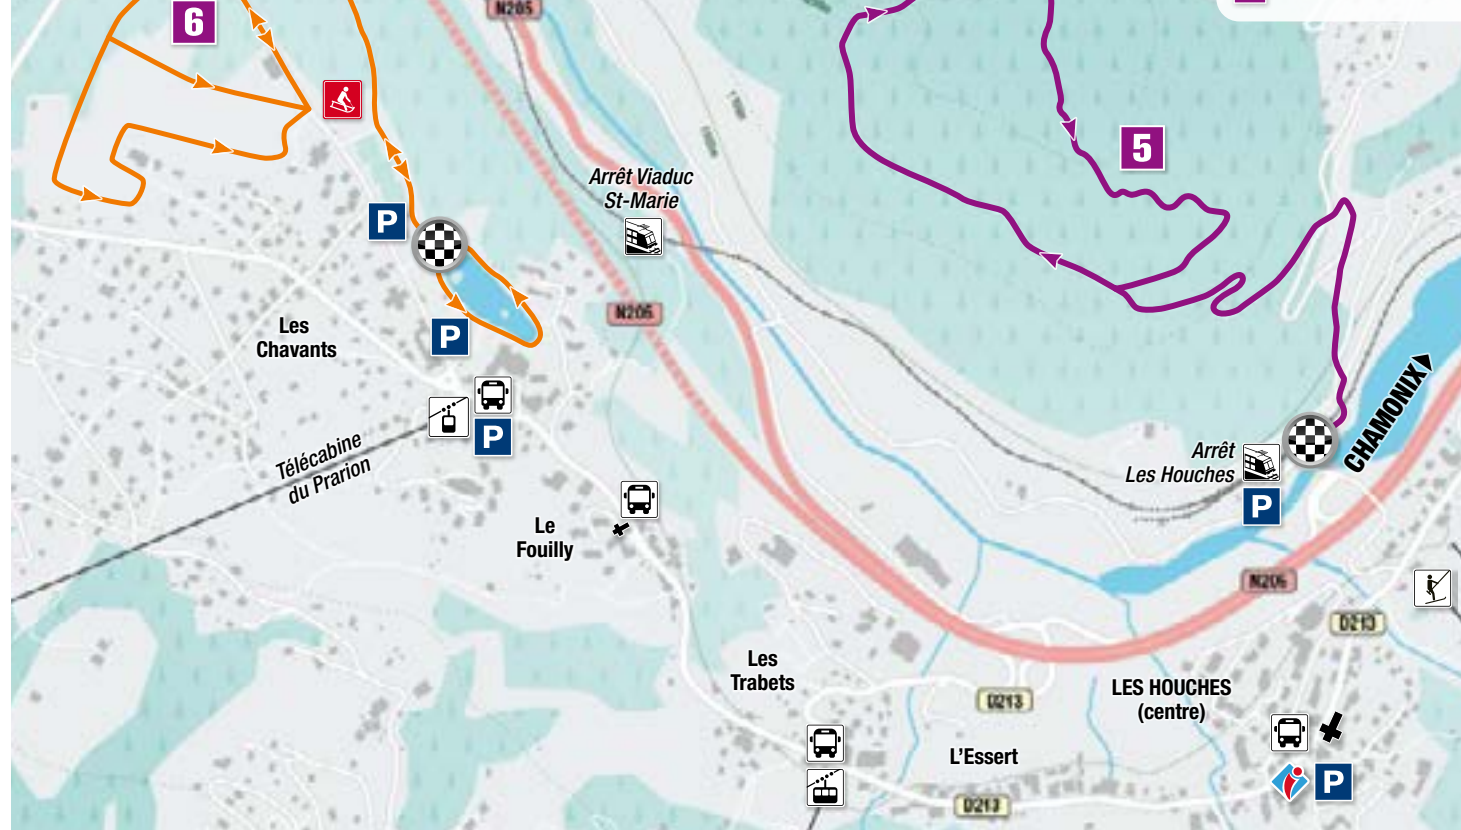 6
N205
5
Arrêt Viaduc
St-Marie
P
N205
Les
Chavants
P
P
Télécabine
du Prarion
CHAMONIX
Arrêt
Les Houches
P
Le
Fouilly
N205
D213
Les
Trabets
D213
LES HOUCHES
(centre)
L'Essert
P
D213